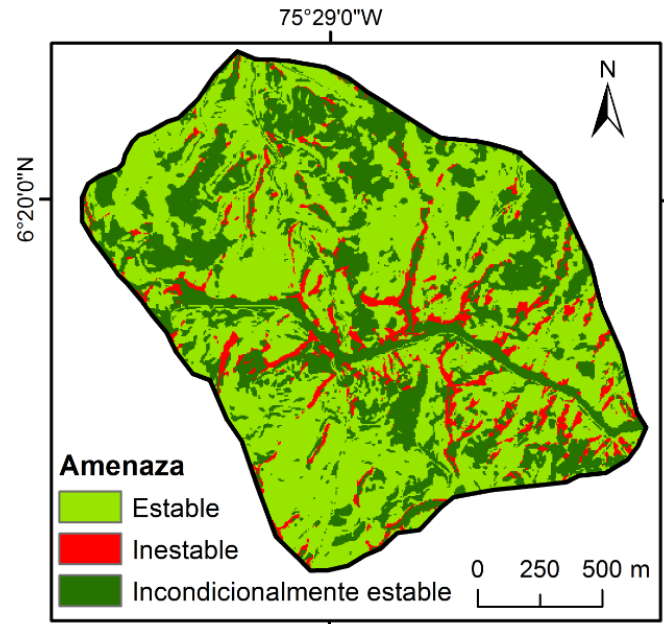 75°29'0"W
N
6°20'0"N
Amenaza
Estable
Inestable
Incondicionalmente estable
0 250 500 m